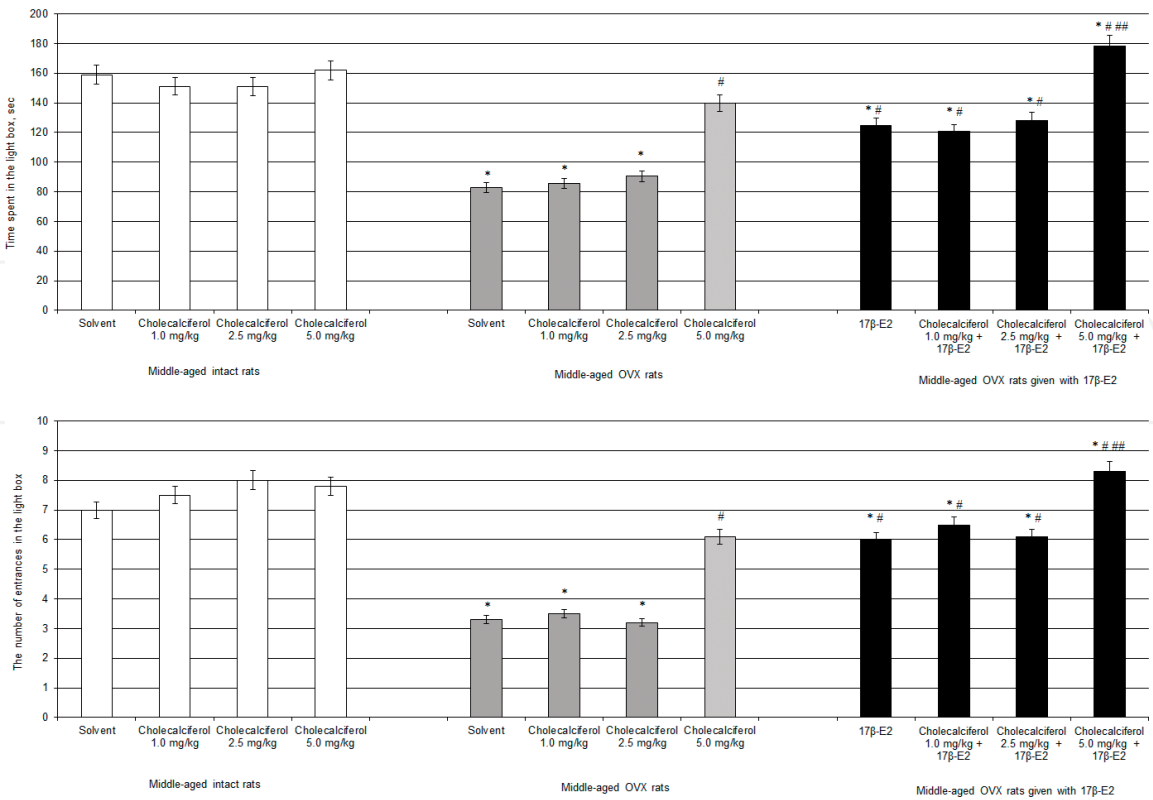 200
180
160
140
120
100
80
60
40
20
0
Time spent in the light box, sec
*
*
*
#
* #
* #
* #
* # ##
Solvent
Cholecalciferol
1.0 mg/kg
Cholecalciferol
2.5 mg/kg
Cholecalciferol
5.0 mg/kg
Solvent
Cholecalciferol
1.0 mg/kg
Cholecalciferol
2.5 mg/kg
Cholecalciferol
5.0 mg/kg
17β-E2
Cholecalciferol
1.0 mg/kg +
17β-E2
Cholecalciferol
2.5 mg/kg +
17β-E2
Cholecalciferol
5.0 mg/kg +
17β-E2
Middle-aged intact rats
Middle-aged OVX rats
Middle-aged OVX rats given with 17β-E2
10
9
8
7
6
5
4
3
2
1
0
The number of entrances in the light box
*
*
*
#
* #
* #
* #
* # ##
Solvent
Cholecalciferol
1.0 mg/kg
Cholecalciferol
2.5 mg/kg
Cholecalciferol
5.0 mg/kg
Solvent
Cholecalciferol
1.0 mg/kg
Cholecalciferol
2.5 mg/kg
Cholecalciferol
5.0 mg/kg
17β-E2
Cholecalciferol
1.0 mg/kg +
17β-E2
Cholecalciferol
2.5 mg/kg +
17β-E2
Cholecalciferol
5.0 mg/kg +
17β-E2
Middle-aged intact rats
Middle-aged OVX rats
Middle-aged OVX rats given with 17β-E2